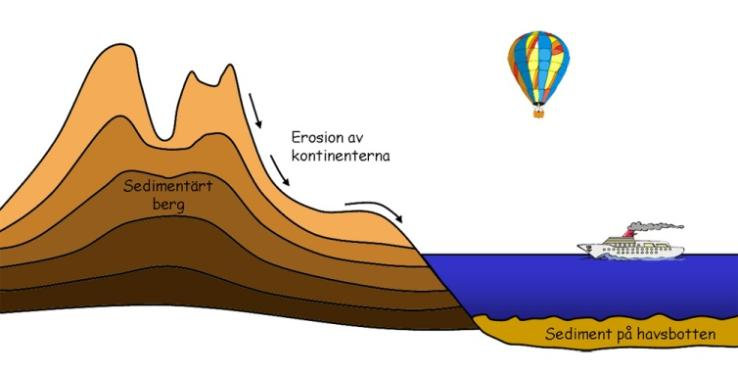 Erosion av
kontinenterna
Sedimentärt
berg
Sediment på havsbotten